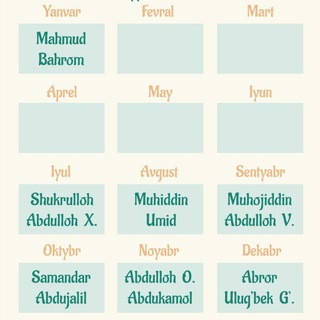 Yanvar Fevral Mart
Mahmud
Bahrom
Aprel May Iyun
Iyul Avgust Sentyabr
Shukrulloh Muhiddin Muhojiddin
Abdulloh X. Umid Abdulloh V.
Oktybr Noyabr Dekabr
Samandar Abdulloh O. Abror
Abdujalil Abdukamol Ulug'bek G'.